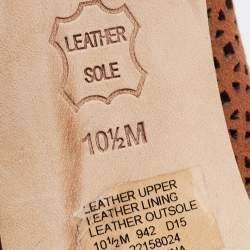 LEATHER
SOLE
10½M
LEATHER UPPER
LEATHER LINING
LEATHER OUTSOLE
10½M 942 D15
22158024